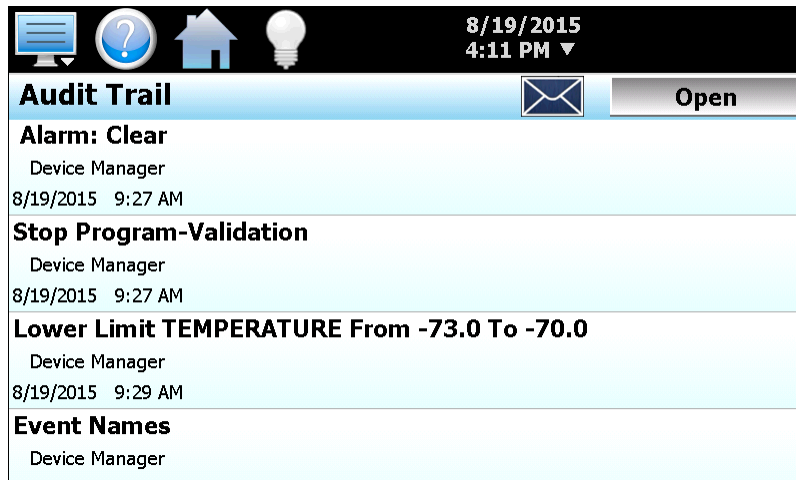 ?
8/19/2015
4:11 PM ▼
Audit Trail
Open
Alarm: Clear
Device Manager
8/19/2015 9:27 AM
Stop Program-Validation
Device Manager
8/19/2015 9:27 AM
Lower Limit TEMPERATURE From -73.0 To -70.0
Device Manager
8/19/2015 9:29 AM
Event Names
Device Manager